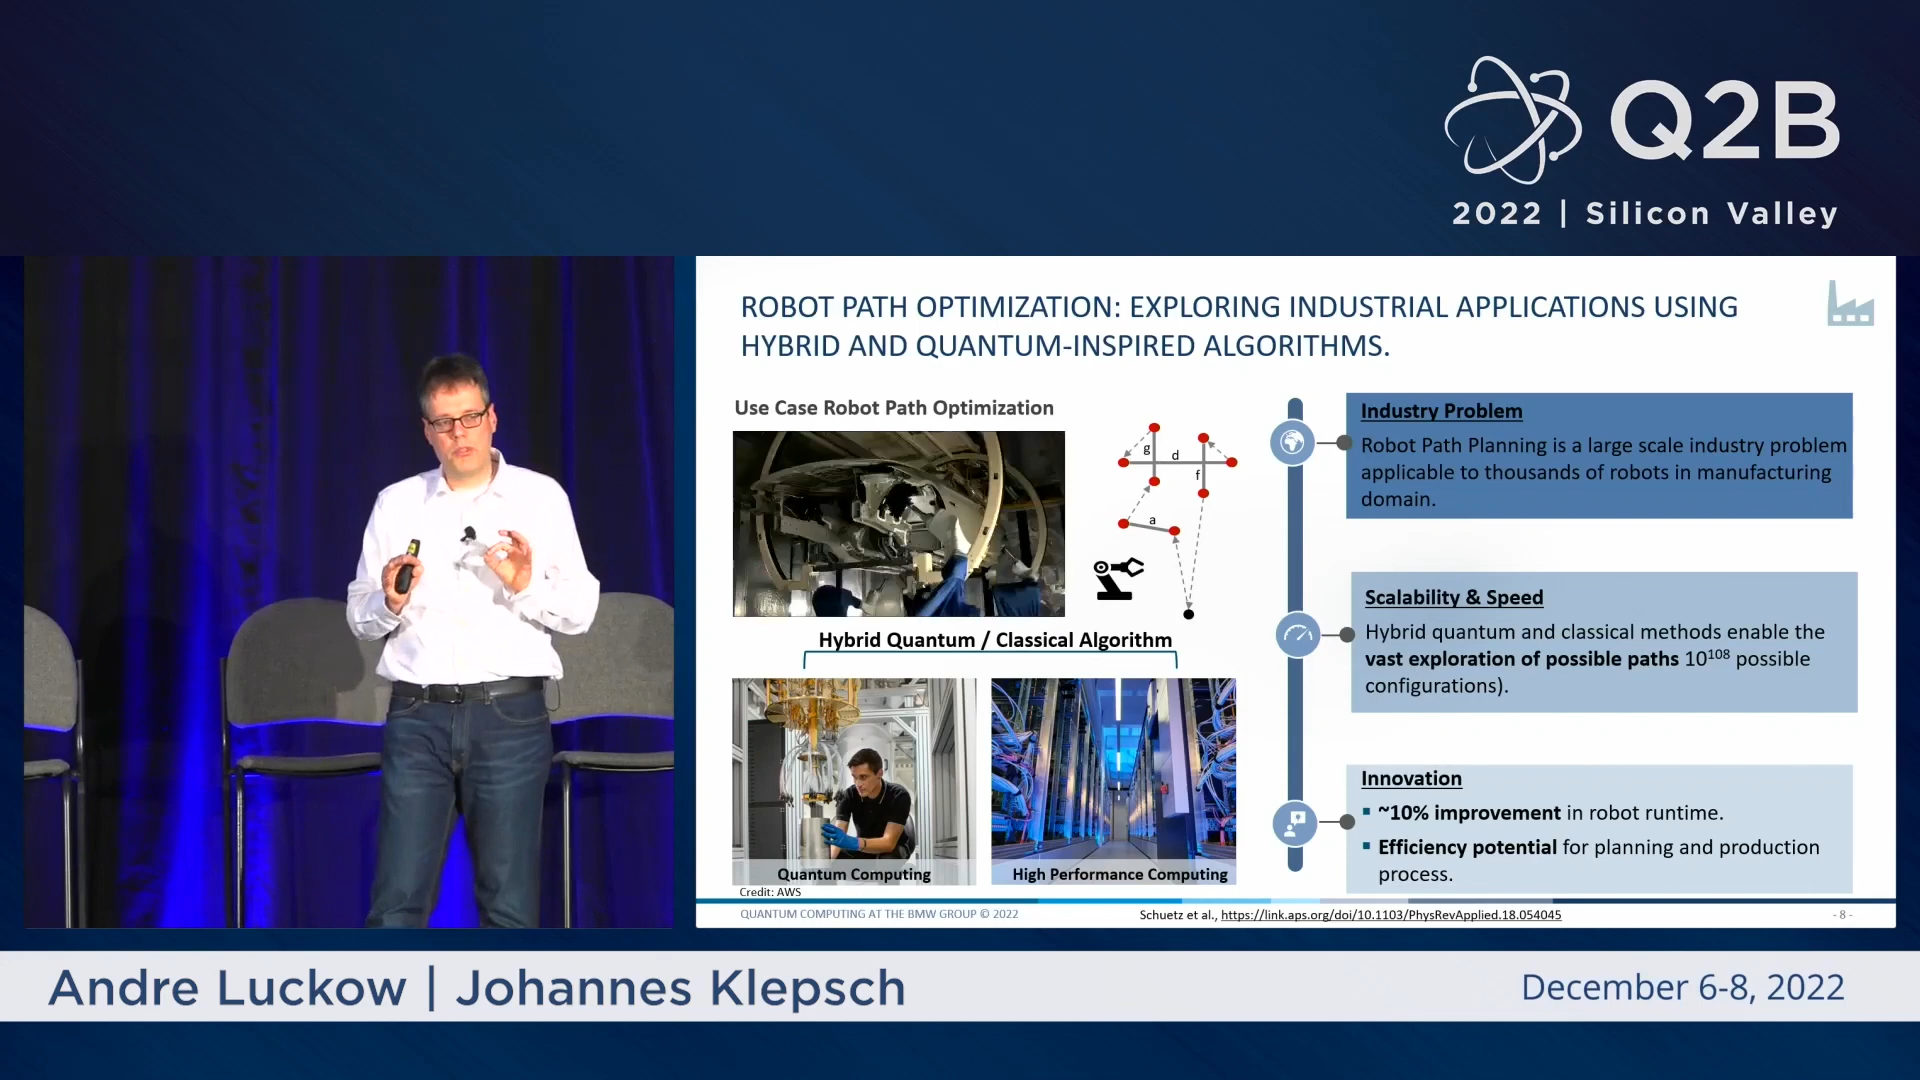 Q2B
2022 | Silicon Valley
ROBOT PATH OPTIMIZATION: EXPLORING INDUSTRIAL APPLICATIONS USING
HYBRID AND QUANTUM-INSPIRED ALGORITHMS.
Use Case Robot Path Optimization
g
d
f
a
Hybrid Quantum / Classical Algorithm
Quantum Computing
High Performance Computing
Credit: AWS
Industry Problem
Robot Path Planning is a large scale industry problem
applicable to thousands of robots in manufacturing
domain.
Scalability & Speed
Hybrid quantum and classical methods enable the
vast exploration of possible paths 10¹⁰⁸ possible
configurations).
Innovation
▪ ~10% improvement in robot runtime.
▪ Efficiency potential for planning and production
process.
QUANTUM COMPUTING AT THE BMW GROUP © 2022
Schuetz et al., https://link.aps.org/doi/10.1103/PhysRevApplied.18.054045
- 8 -
Andre Luckow | Johannes Klepsch
December 6-8, 2022